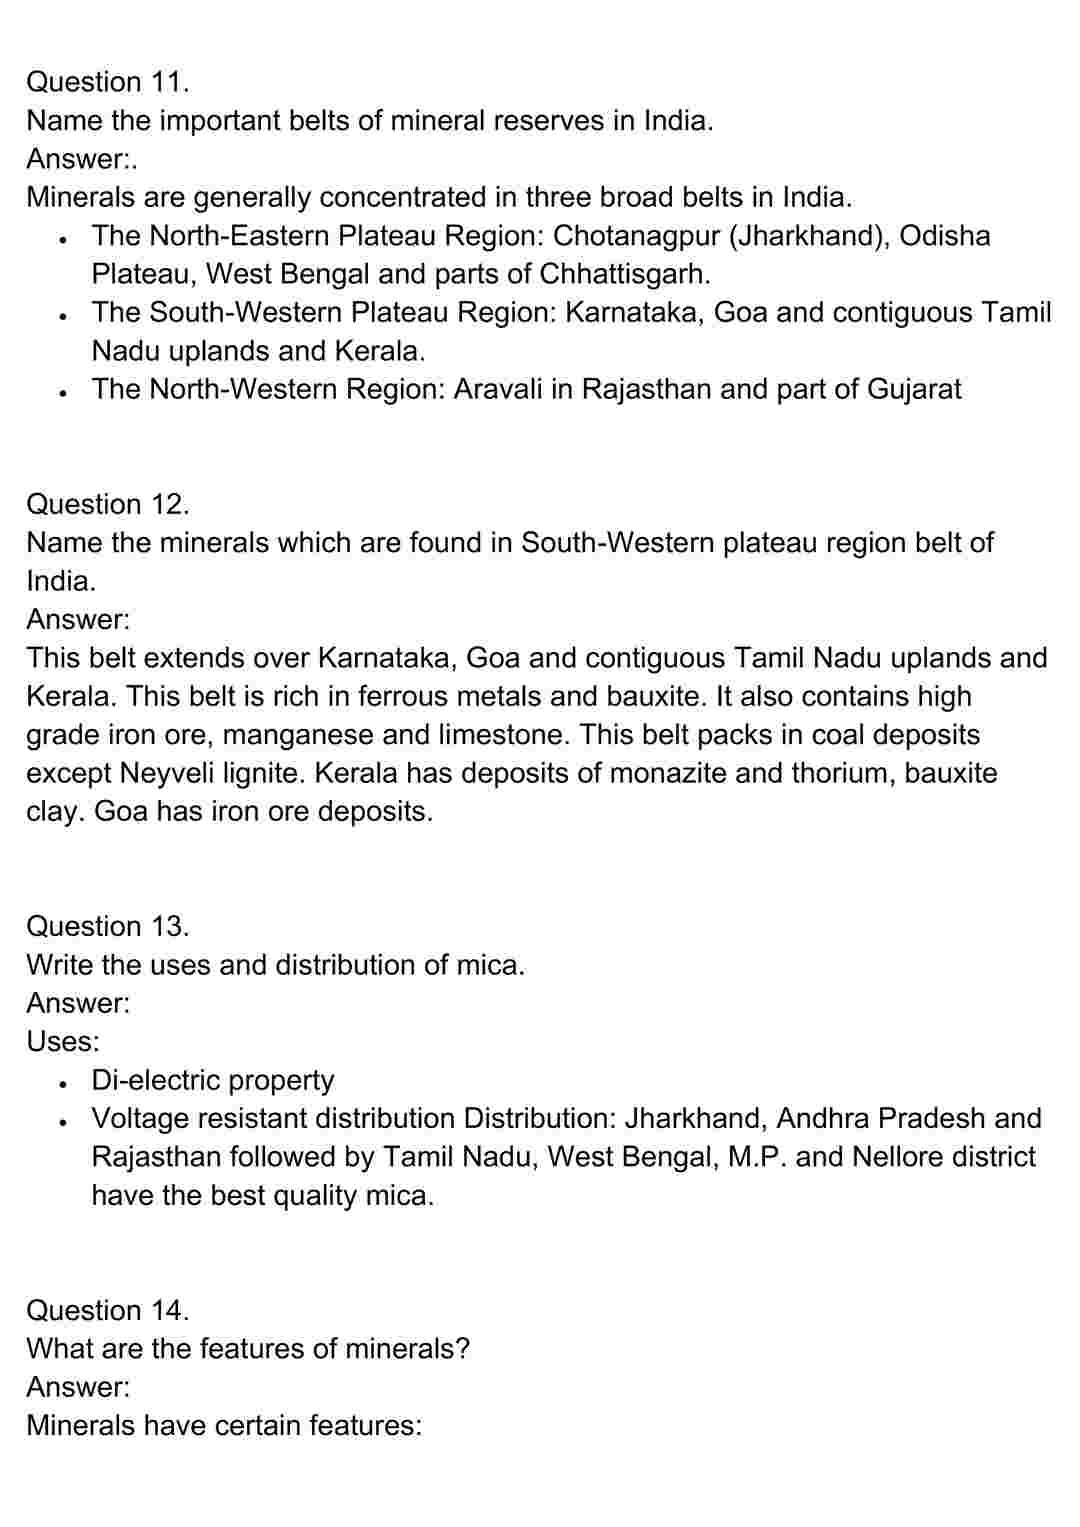 Question 11.
Name the important belts of mineral reserves in India.
Answer:.
Minerals are generally concentrated in three broad belts in India.
• The North-Eastern Plateau Region: Chotanagpur (Jharkhand), Odisha
Plateau, West Bengal and parts of Chhattisgarh.
• The South-Western Plateau Region: Karnataka, Goa and contiguous Tamil
Nadu uplands and Kerala.
• The North-Western Region: Aravali in Rajasthan and part of Gujarat
Question 12.
Name the minerals which are found in South-Western plateau region belt of
India.
Answer:
This belt extends over Karnataka, Goa and contiguous Tamil Nadu uplands and
Kerala. This belt is rich in ferrous metals and bauxite. It also contains high
grade iron ore, manganese and limestone. This belt packs in coal deposits
except Neyveli lignite. Kerala has deposits of monazite and thorium, bauxite
clay. Goa has iron ore deposits.
Question 13.
Write the uses and distribution of mica.
Answer:
Uses:
• Di-electric property
• Voltage resistant distribution Distribution: Jharkhand, Andhra Pradesh and
Rajasthan followed by Tamil Nadu, West Bengal, M.P. and Nellore district
have the best quality mica.
Question 14.
What are the features of minerals?
Answer:
Minerals have certain features: